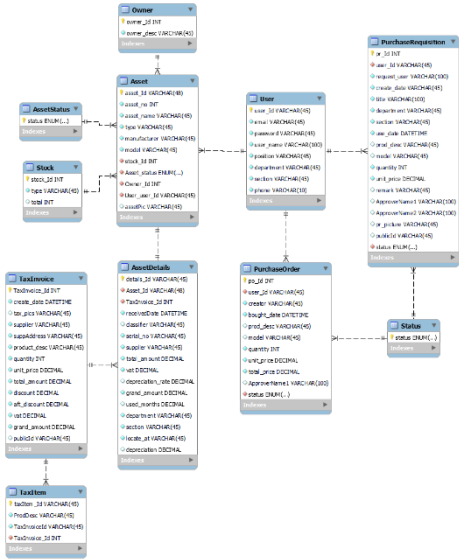 Owner
owner_id INT
owner_desc VARCHAR(45)
Indexes
Asset
asset_id VARCHAR(48)
asset_no INT
asset_name VARCHAR(45)
type VARCHAR(45)
manufacturer VARCHAR(45)
model VARCHAR(45)
stock_id INT
Asset_status ENUM(...)
Owner_id INT
User_user_id VARCHAR(45)
assetPic VARCHAR(45)
Indexes
AssetStatus
status ENUM(...)
Indexes
Stock
stock_id INT
type VARCHAR(45)
total INT
Indexes
User
user_id VARCHAR(45)
email VARCHAR(45)
password VARCHAR(45)
user_name VARCHAR(100)
position VARCHAR(45)
department VARCHAR(45)
section VARCHAR(45)
phone VARCHAR(10)
Indexes
PurchaseRequisition
pr_id INT
user_id VARCHAR(45)
request_user VARCHAR(100)
create_date VARCHAR(45)
title VARCHAR(100)
department VARCHAR(45)
section VARCHAR(45)
use_date DATETIME
prod_desc VARCHAR(45)
model VARCHAR(45)
quantity INT
unit_price DECIMAL
remark VARCHAR(45)
ApproverName1 VARCHAR(100)
ApproverName2 VARCHAR(100)
pr_picture VARCHAR(45)
publicId VARCHAR(45)
status ENUM(...)
Indexes
TaxInvoice
TaxInvoice_id INT
create_date DATETIME
tax_pics VARCHAR(45)
supplier VARCHAR(45)
suppAddress VARCHAR(45)
product_desc VARCHAR(45)
quantity INT
unit_price DECIMAL
total_amount DECIMAL
discount DECIMAL
aft_discount DECIMAL
vat DECIMAL
grand_amount DECIMAL
publicId VARCHAR(45)
Indexes
AssetDetails
details_id VARCHAR(45)
Asset_id VARCHAR(48)
TaxInvoice_id INT
receivedDate VARCHAR(45)
classifier VARCHAR(45)
serial_no VARCHAR(45)
supplier VARCHAR(45)
total_amount DECIMAL
vat DECIMAL
depreciation_rate DECIMAL
grand_amount DECIMAL
used_months DECIMAL
department VARCHAR(45)
section VARCHAR(45)
locate_at VARCHAR(45)
depreciation DECIMAL
Indexes
PurchaseOrder
po_id INT
user_id VARCHAR(45)
creator VARCHAR(45)
bought_date DATETIME
prod_desc VARCHAR(45)
model VARCHAR(45)
quantity INT
unit_price DECIMAL
total_price DECIMAL
ApproverName1 VARCHAR(100)
status ENUM(...)
Indexes
Status
status ENUM(...)
Indexes
TaxItem
taxItem_id VARCHAR(45)
ProdDesc VARCHAR(45)
TaxInvoiceId VARCHAR(45)
TaxInvoice_id INT
Indexes